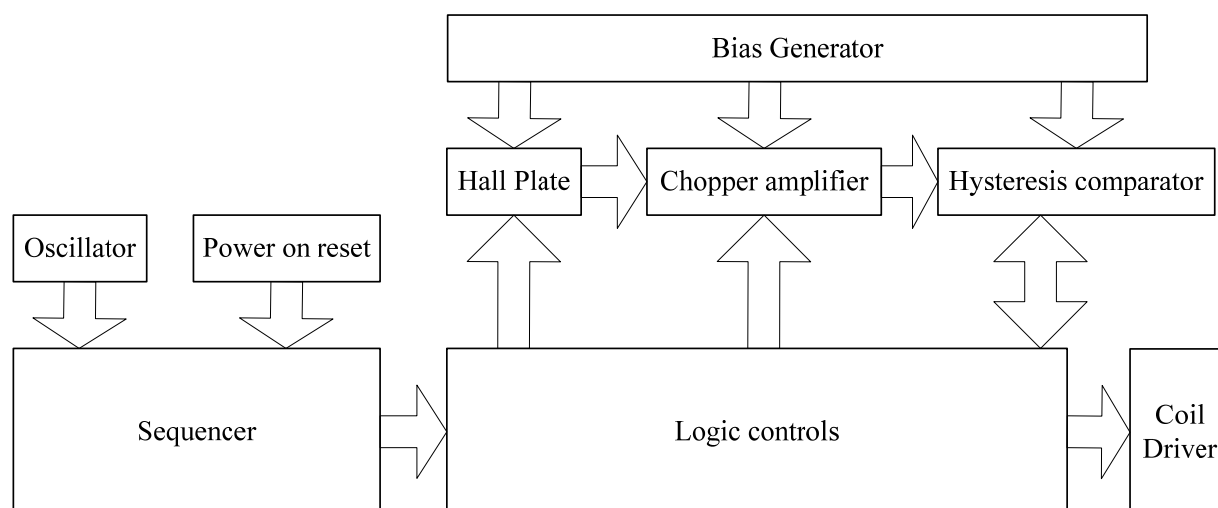 Bias Generator
Hall Plate
Chopper amplifier
Hysteresis comparator
Oscillator
Power on reset
Sequencer
Logic controls
Coil
Driver